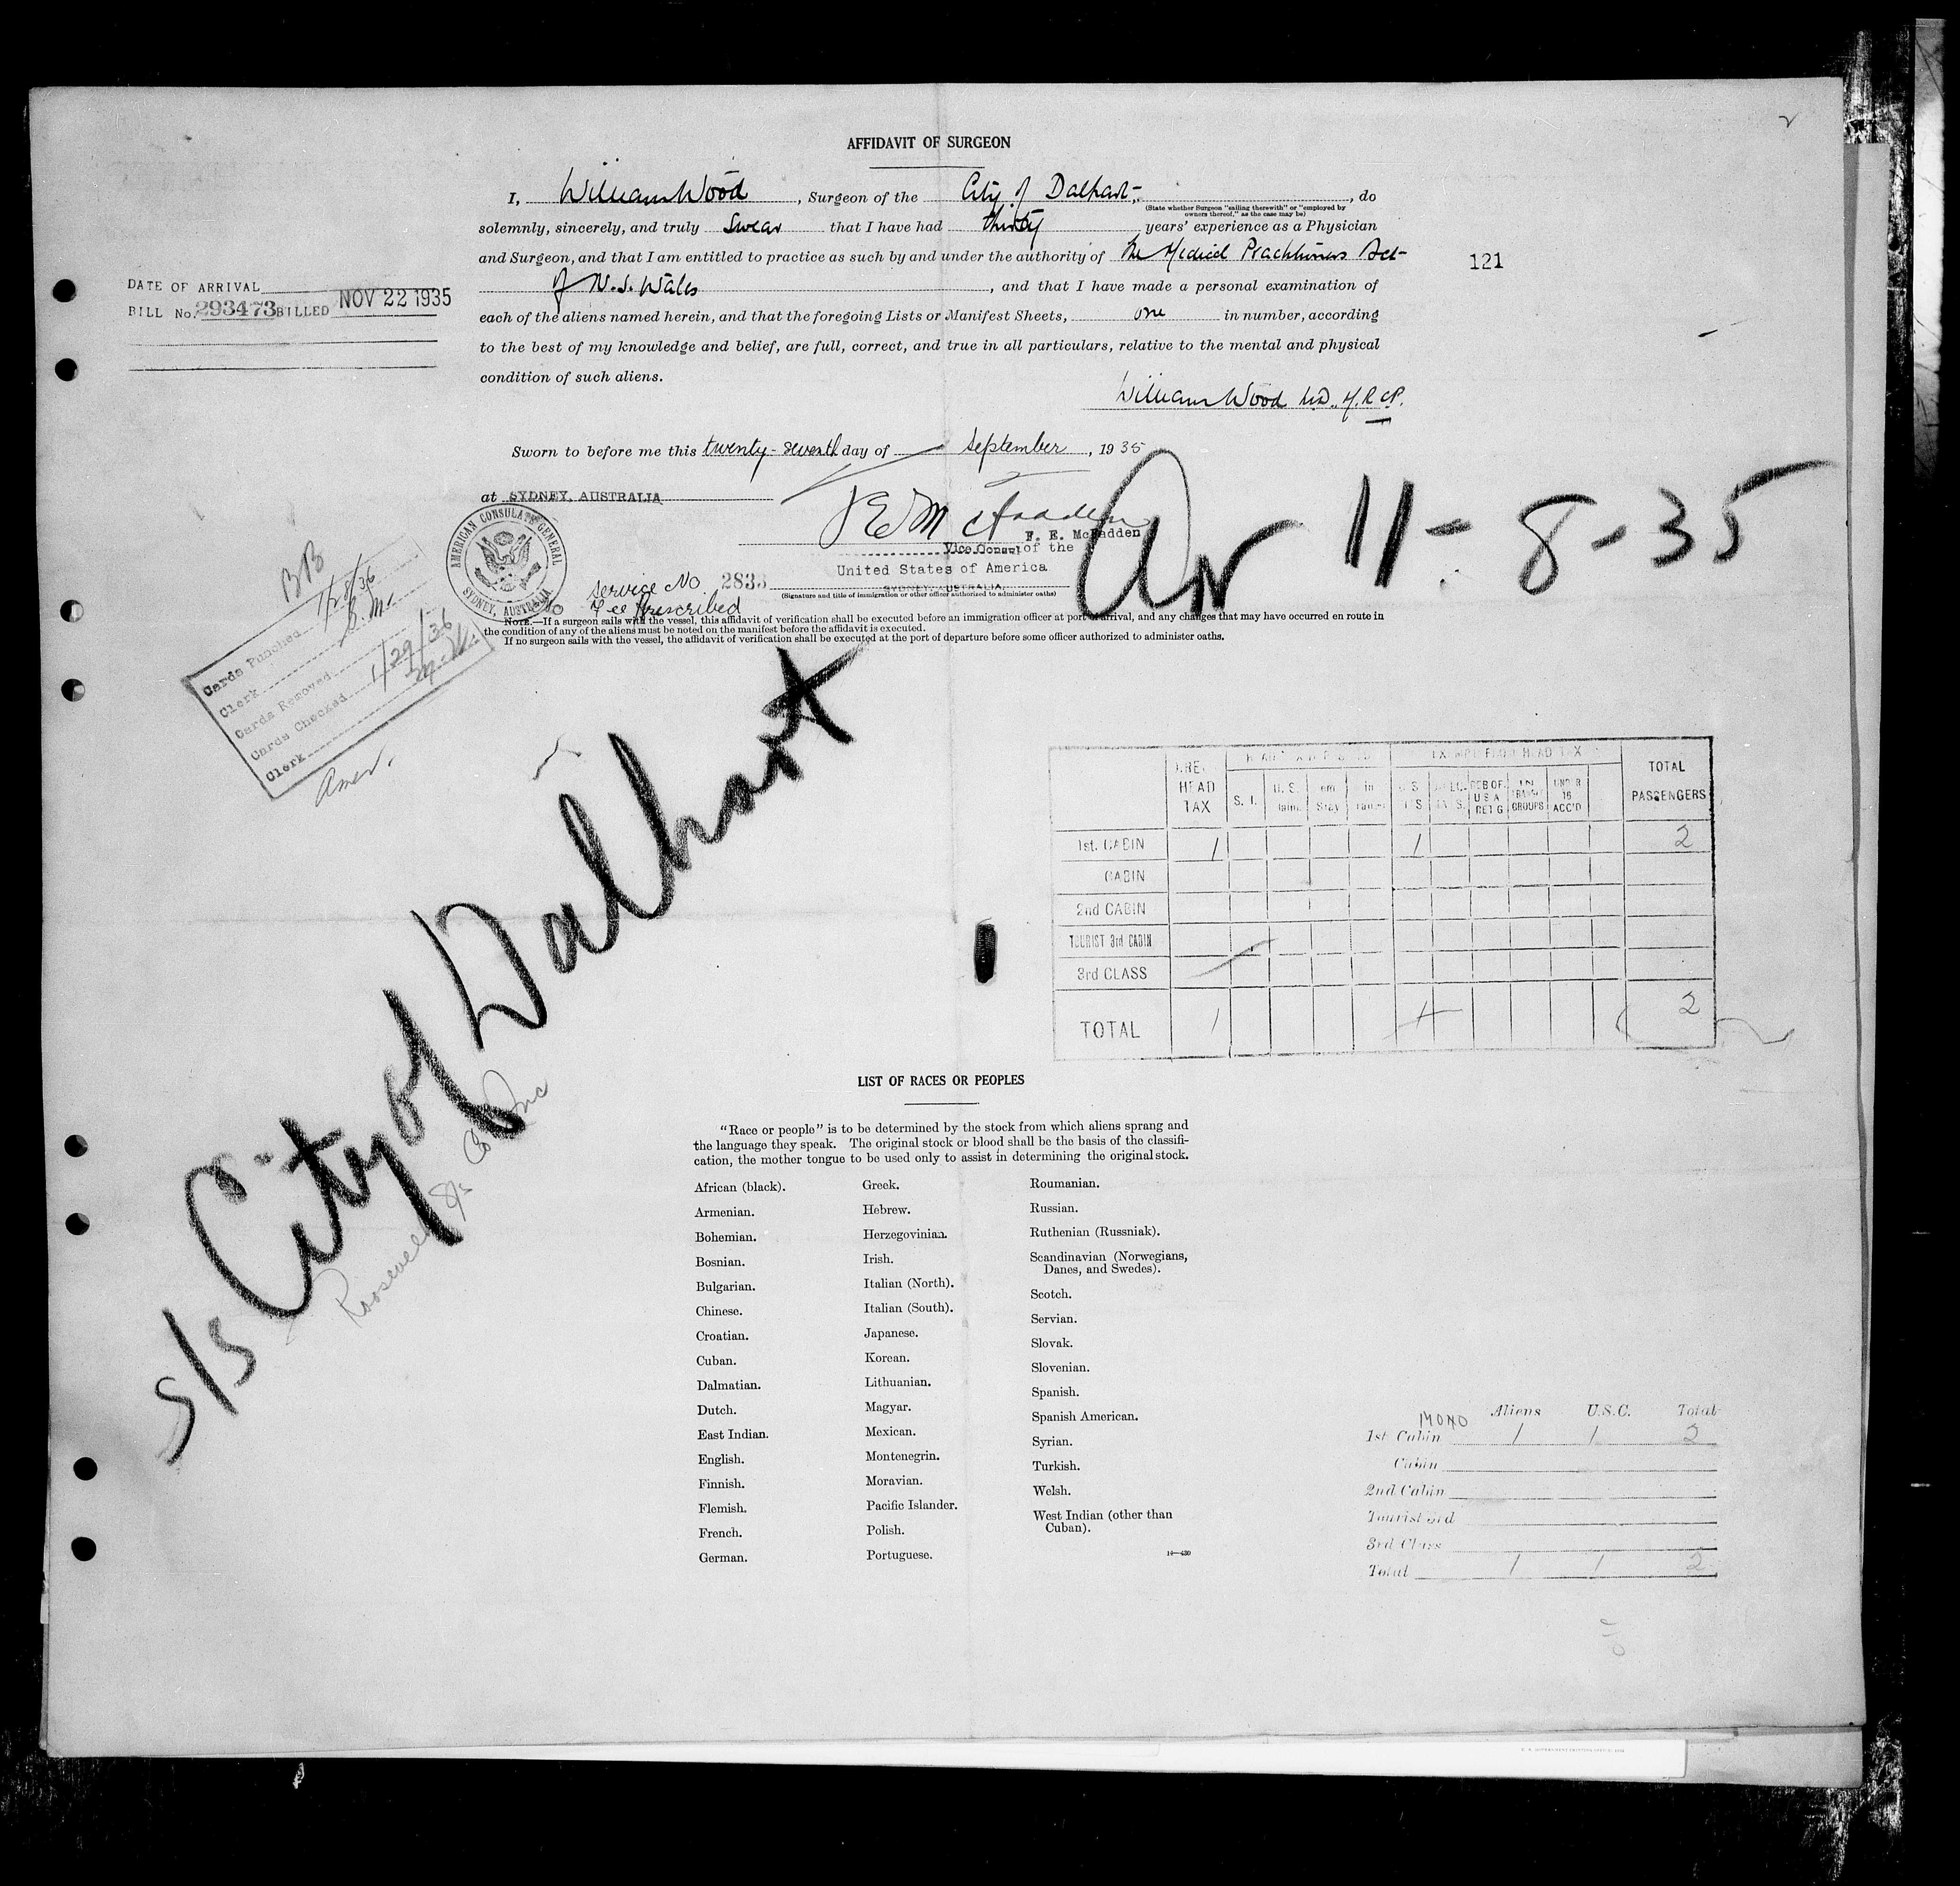 AFFIDAVIT OF SURGEON
I, William Wood, Surgeon of the City of Dalhart, do
(State whether Surgeon "sailing therewith" or "employed by
owners thereof," as the case may be)
solemnly, sincerely, and truly swear that I have had thirty years' experience as a Physician
and Surgeon, and that I am entitled to practice as such by and under the authority of the Medical Practitioners Act
of N.S. Wales, and that I have made a personal examination of
each of the aliens named herein, and that the foregoing Lists or Manifest Sheets, one in number, according
to the best of my knowledge and belief, are full, correct, and true in all particulars, relative to the mental and physical
condition of such aliens.
121
DATE OF ARRIVAL
BILL No. 293473 BILLED NOV 22 1935
William Wood M.D.
Sworn to before me this twenty-seventh day of September, 1935
at SYDNEY, AUSTRALIA
AMERICAN CONSULATE GENERAL
SYDNEY, AUSTRALIA
F. E. McFadden
Vice Consul of the
United States of America
SYDNEY, AUSTRALIA
(Signature and title of immigration or other officer authorized to administer oaths)
Service No. 2833
No Fee Prescribed
Arr 11-8-35
NOTE.—If a surgeon sails with the vessel, this affidavit of verification shall be executed before an immigration officer at port of arrival, and any changes that may have occurred en route in
the condition of any of the aliens must be noted on the manifest before the affidavit is executed.
If no surgeon sails with the vessel, the affidavit of verification shall be executed at the port of departure before some officer authorized to administer oaths.
BB
Cards Punched 1/28/36
Clerk
Cards Removed
Cards Checked 1/29/36
Clerk
Amer.
S/S City of Dalhart
Roosevelt S/S Co Inc
HEAD TAX
EXEMPT FROM HEAD TAX
TOTAL PASSENGERS
S. I.
U. S.
IN TRANSIT GROUPS
UNDER 16 ACC'D
1st. CABIN 1 1 2
CABIN
2nd CABIN
TOURIST 3rd CABIN
3rd CLASS
TOTAL 1 1 2
LIST OF RACES OR PEOPLES
"Race or people" is to be determined by the stock from which aliens sprang and
the language they speak. The original stock or blood shall be the basis of the classifi-
cation, the mother tongue to be used only to assist in determining the original stock.
African (black).
Armenian.
Bohemian.
Bosnian.
Bulgarian.
Chinese.
Croatian.
Cuban.
Dalmatian.
Dutch.
East Indian.
English.
Finnish.
Flemish.
French.
German.
Greek.
Hebrew.
Herzegovinian.
Irish.
Italian (North).
Italian (South).
Japanese.
Korean.
Lithuanian.
Magyar.
Mexican.
Montenegrin.
Moravian.
Pacific Islander.
Polish.
Portuguese.
Roumanian.
Russian.
Ruthenian (Russniak).
Scandinavian (Norwegians,
Danes, and Swedes).
Scotch.
Servian.
Slovak.
Slovenian.
Spanish.
Spanish American.
Syrian.
Turkish.
Welsh.
West Indian (other than
Cuban).
14—430
Aliens U.S.C. Total
1st Cabin 1 1 2
Cabin
2nd Cabin
Tourist 3rd
3rd Class
Total 1 1 2